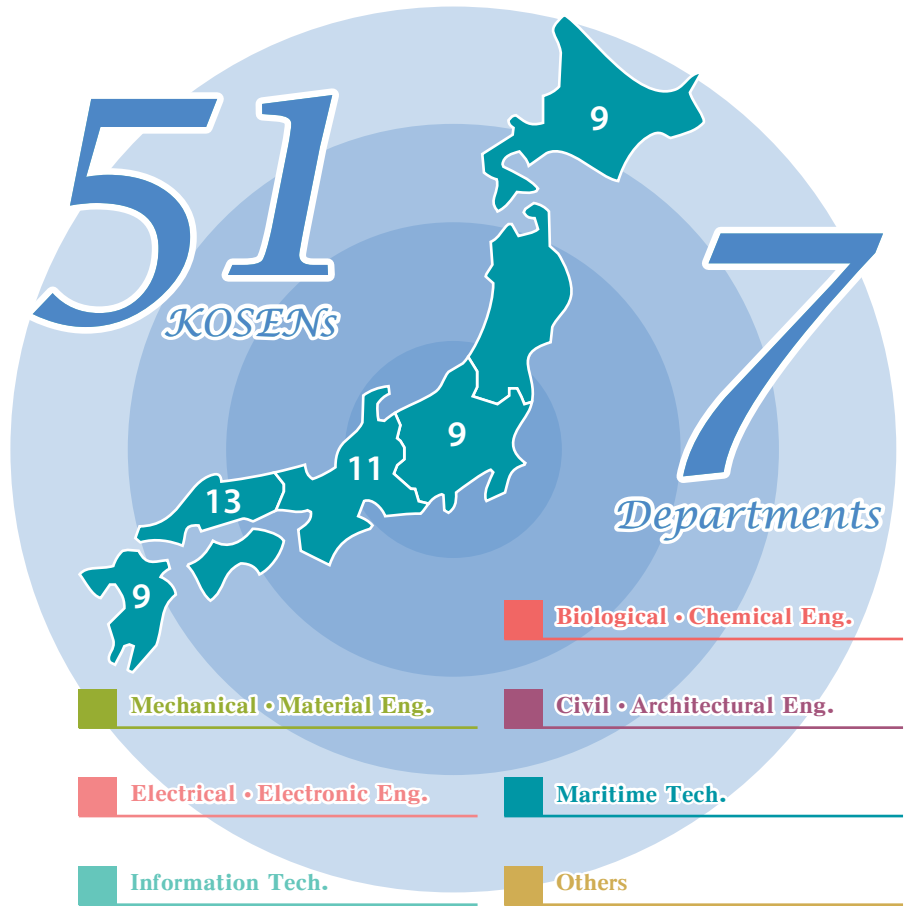 51
KOSENs
9
7
Departments
9
11
13
9
Biological・Chemical Eng.
Mechanical・Material Eng.
Civil・Architectural Eng.
Electrical・Electronic Eng.
Maritime Tech.
Information Tech.
Others